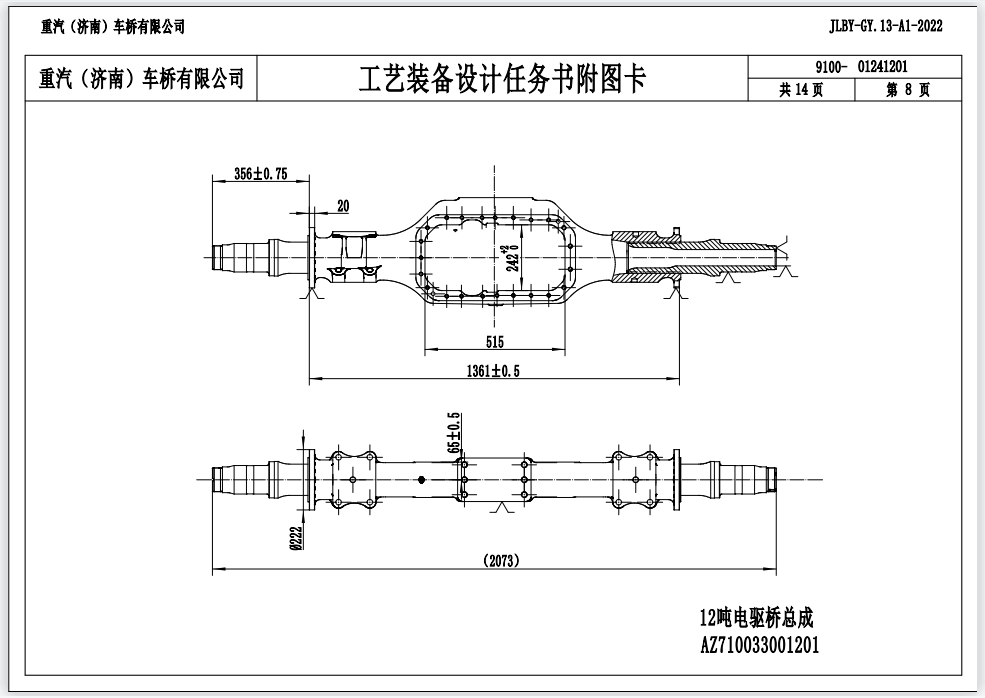 重汽（济南）车桥有限公司
JLBY-GY.13-A1-2022
重汽（济南）车桥有限公司
工艺装备设计任务书附图卡
9100- 01241201
共 14 页
第 8 页
356±0.75
20
242 +2 0
515
1361±0.5
65±0.5
Ø222
(2073)
12吨电驱桥总成
AZ710033001201